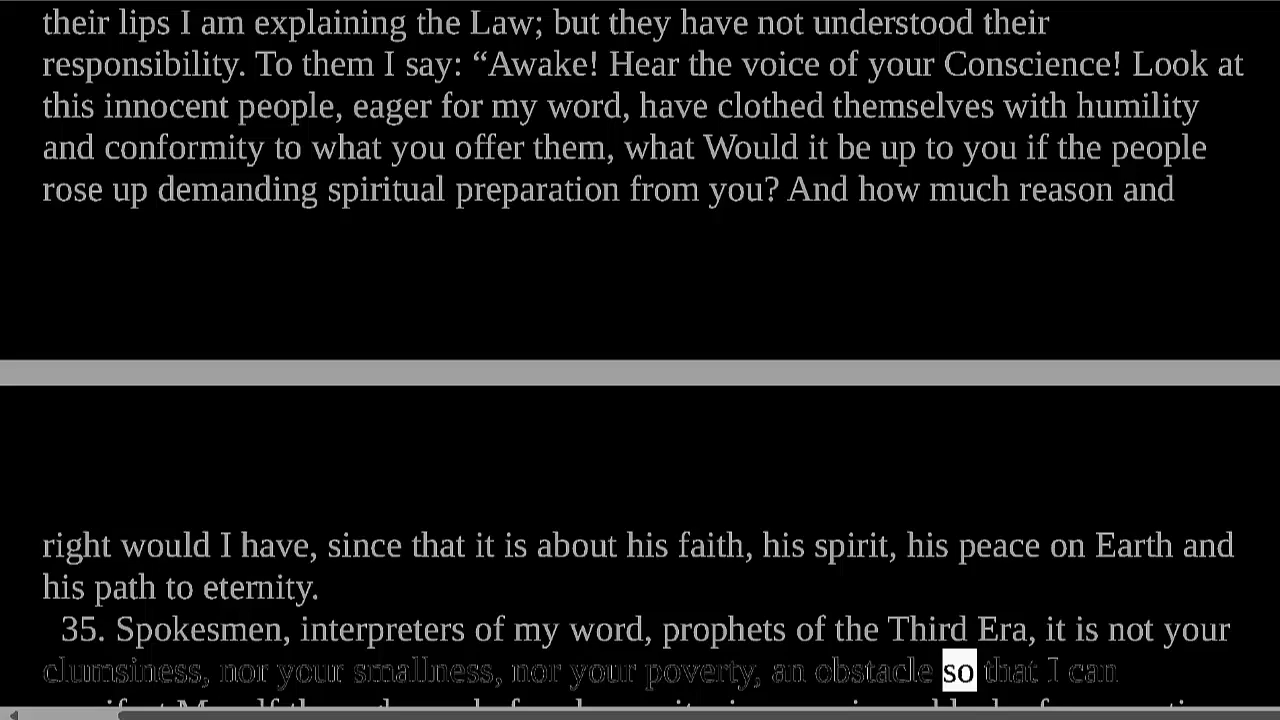 their lips I am explaining the Law; but they have not understood their
responsibility. To them I say: “Awake! Hear the voice of your Conscience! Look at
this innocent people, eager for my word, have clothed themselves with humility
and conformity to what you offer them, what Would it be up to you if the people
rose up demanding spiritual preparation from you? And how much reason and
right would I have, since that it is about his faith, his spirit, his peace on Earth and
his path to eternity.
35. Spokesmen, interpreters of my word, prophets of the Third Era, it is not your
clumsiness, nor your smallness, nor your poverty, an obstacle so that I can